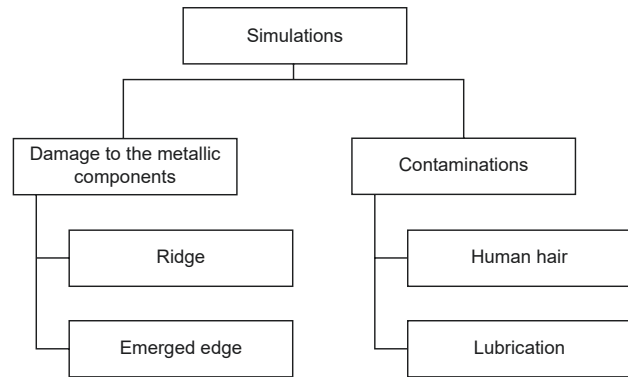 Simulations
Damage to the metallic
components
Contaminations
Ridge
Human hair
Emerged edge
Lubrication